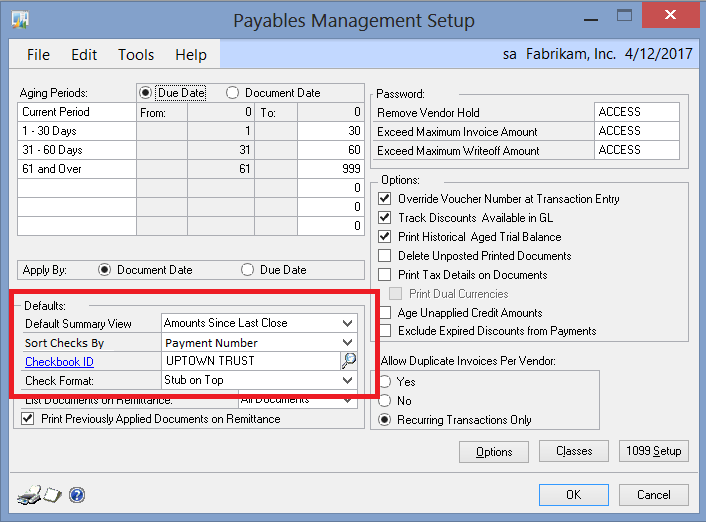 Payables Management Setup
File Edit Tools Help
sa Fabrikam, Inc. 4/12/2017
Aging Periods: Due Date Document Date
Current Period From: 0 To: 0
1 - 30 Days 1 30
31 - 60 Days 31 60
61 and Over 61 999
0
0
0
Apply By: Document Date Due Date
Defaults:
Default Summary View Amounts Since Last Close
Sort Checks By Payment Number
Checkbook ID UPTOWN TRUST
Check Format: Stub on Top
List Documents on Remittance: All Documents
Print Previously Applied Documents on Remittance
Password:
Remove Vendor Hold ACCESS
Exceed Maximum Invoice Amount ACCESS
Exceed Maximum Writeoff Amount ACCESS
Options:
Override Voucher Number at Transaction Entry
Track Discounts Available in GL
Print Historical Aged Trial Balance
Delete Unposted Printed Documents
Print Tax Details on Documents
Print Dual Currencies
Age Unapplied Credit Amounts
Exclude Expired Discounts from Payments
Allow Duplicate Invoices Per Vendor:
Yes
No
Recurring Transactions Only
Options Classes 1099 Setup
OK Cancel